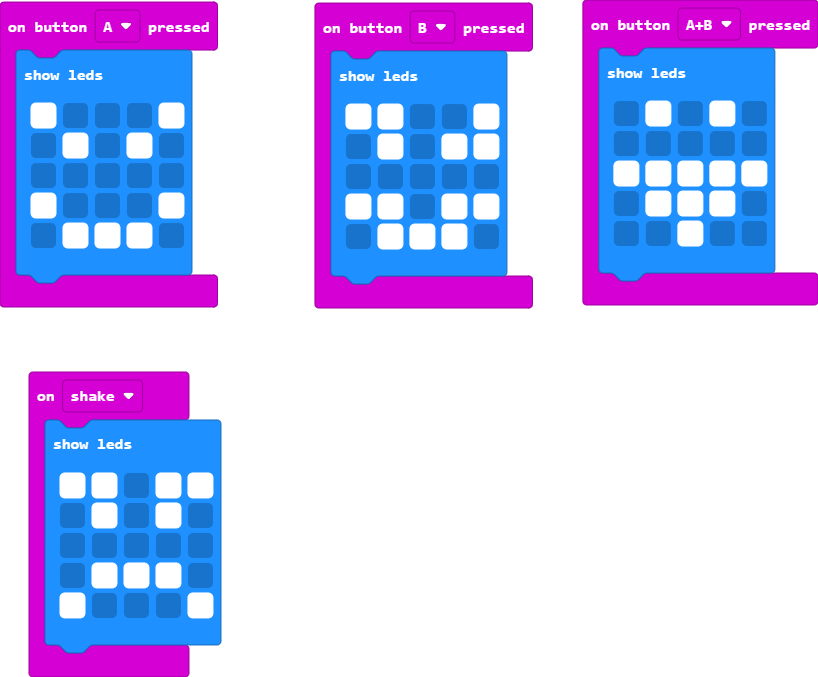 on button A pressed
show leds
on button B pressed
show leds
on button A+B pressed
show leds
on shake
show leds